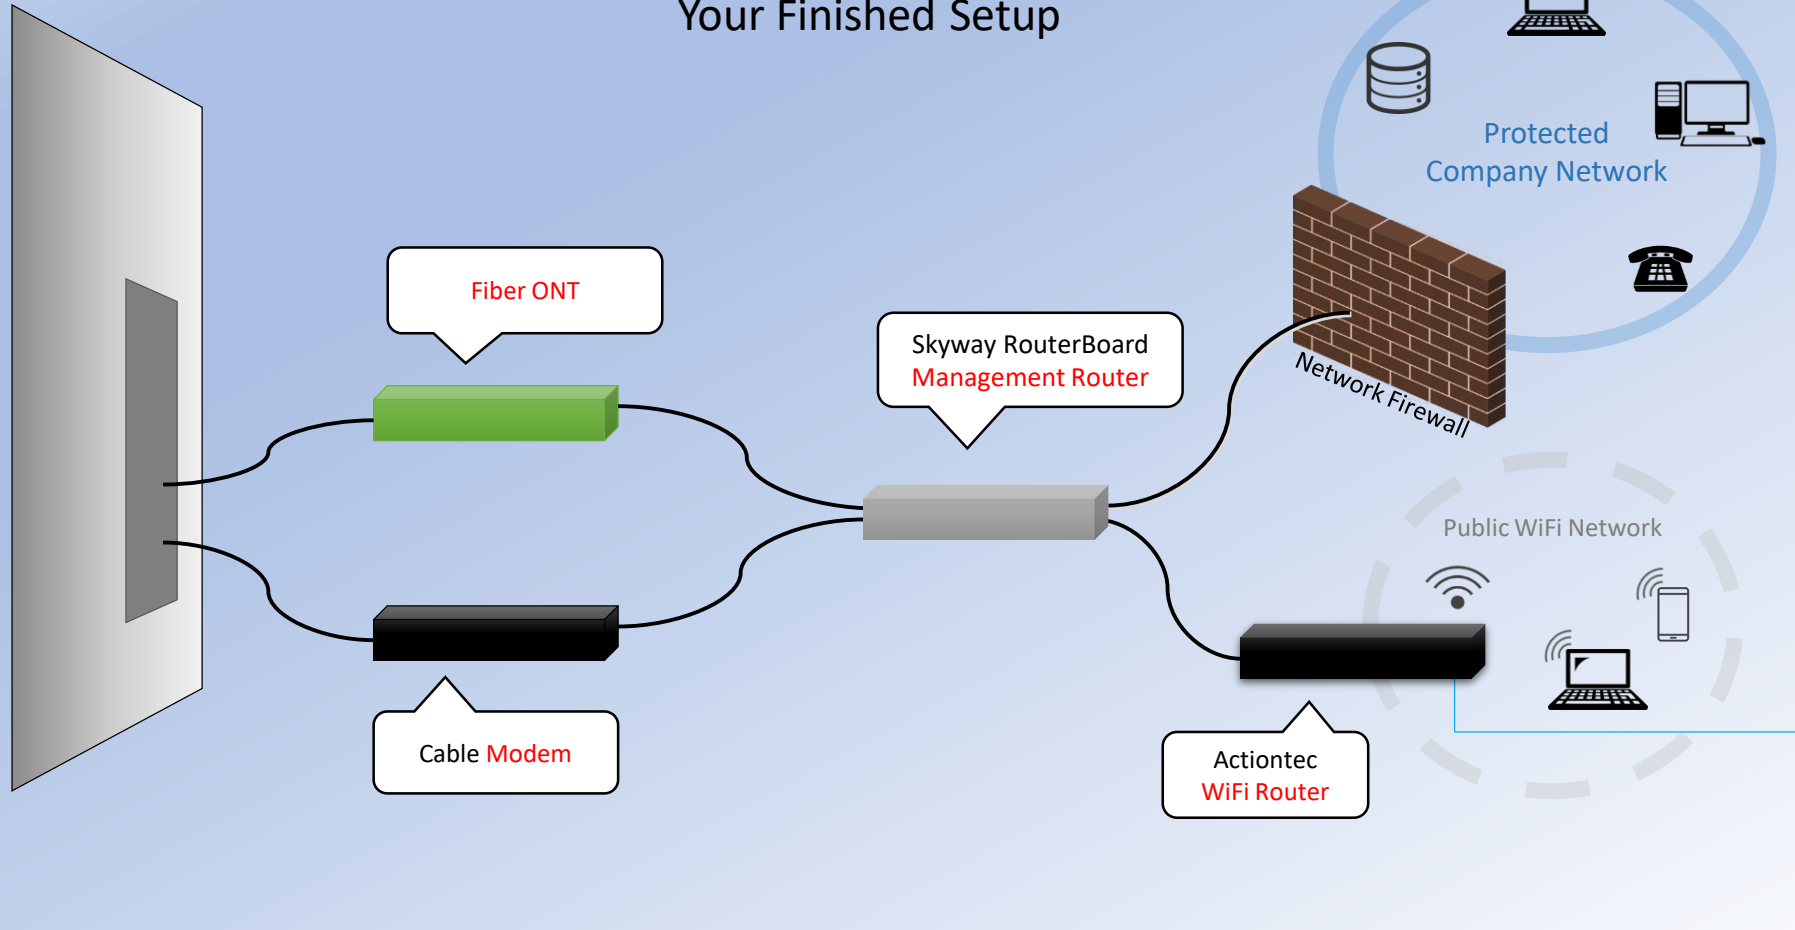 Your Finished Setup
Protected
Company Network
Fiber ONT
Skyway RouterBoard
Management Router
Network Firewall
Public WiFi Network
Cable Modem
Actiontec
WiFi Router